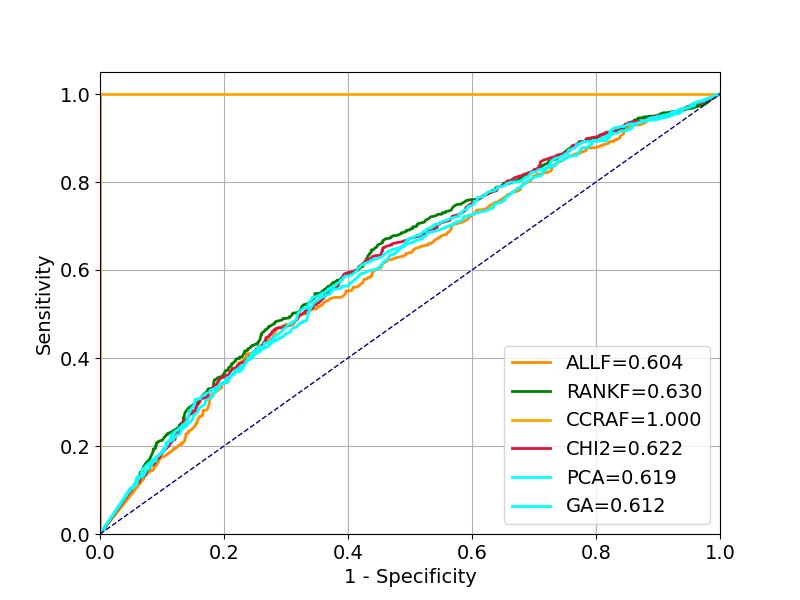 1.0
0.8
0.6
0.4
0.2
0.0
Sensitivity
ALLF=0.604
RANKF=0.630
CCRAF=1.000
CHI2=0.622
PCA=0.619
GA=0.612
0.0 0.2 0.4 0.6 0.8 1.0
1 - Specificity